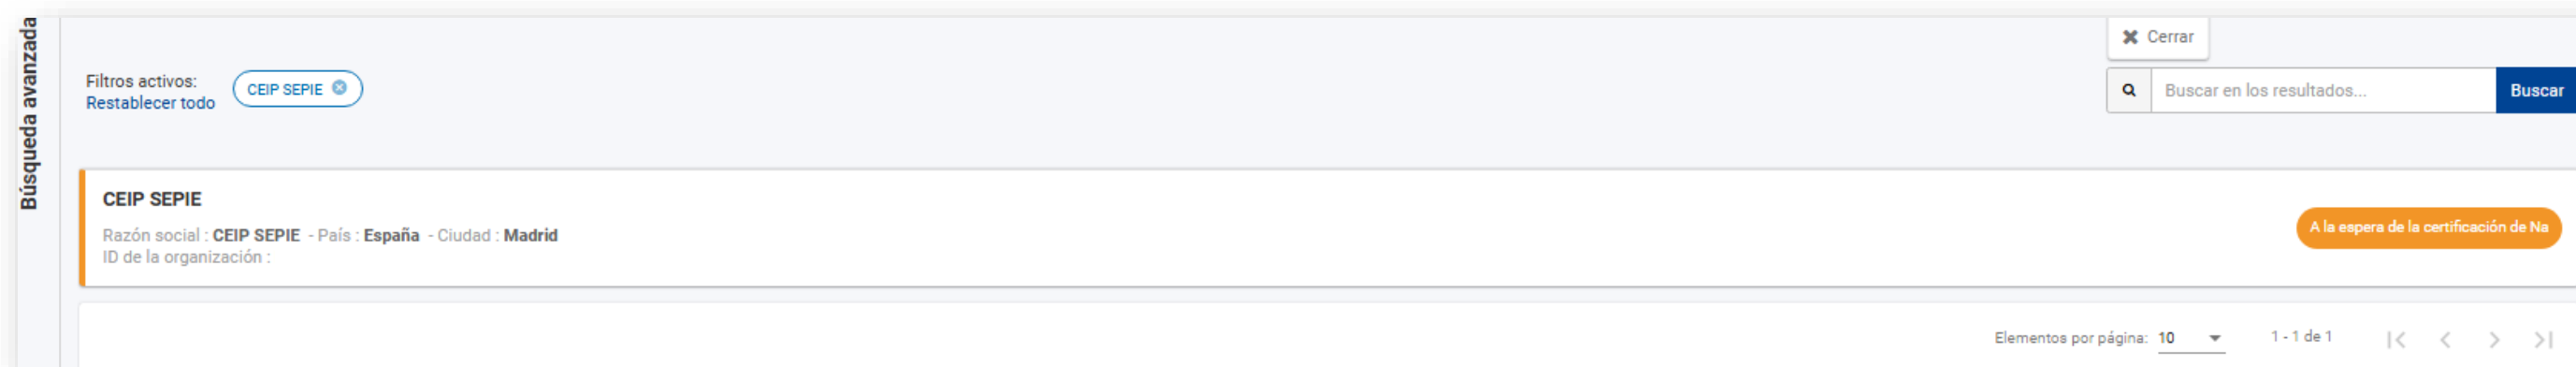 Búsqueda avanzada
Cerrar
Filtros activos:
Restablecer todo
CEIP SEPIE
Buscar en los resultados...
Buscar
CEIP SEPIE
Razón social : CEIP SEPIE - País : España - Ciudad : Madrid
ID de la organización :
A la espera de la certificación de Na
Elementos por página: 10
1 - 1 de 1